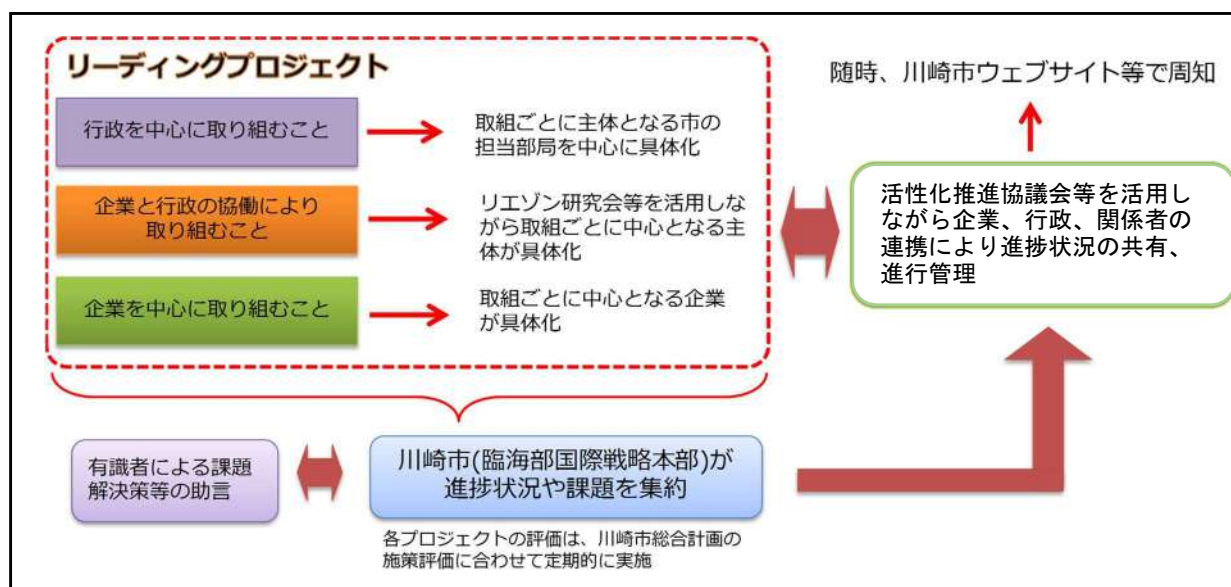 リーディングプロジェクト
行政を中心に取り組むこと
取組ごとに主体となる市の
担当部局を中心に具体化
企業と行政の協働により
取り組むこと
リエゾン研究会等を活用しな
がら取組ごとに中心となる主
体が具体化
企業を中心に取り組むこと
取組ごとに中心となる企業
が具体化
随時、川崎市ウェブサイト等で周知
活性化推進協議会等を活用し
ながら企業、行政、関係者の
連携により進捗状況の共有、
進行管理
有識者による課題
解決策等の助言
川崎市(臨海部国際戦略本部)が
進捗状況や課題を集約
各プロジェクトの評価は、川崎市総合計画の
施策評価に合わせて定期的に実施